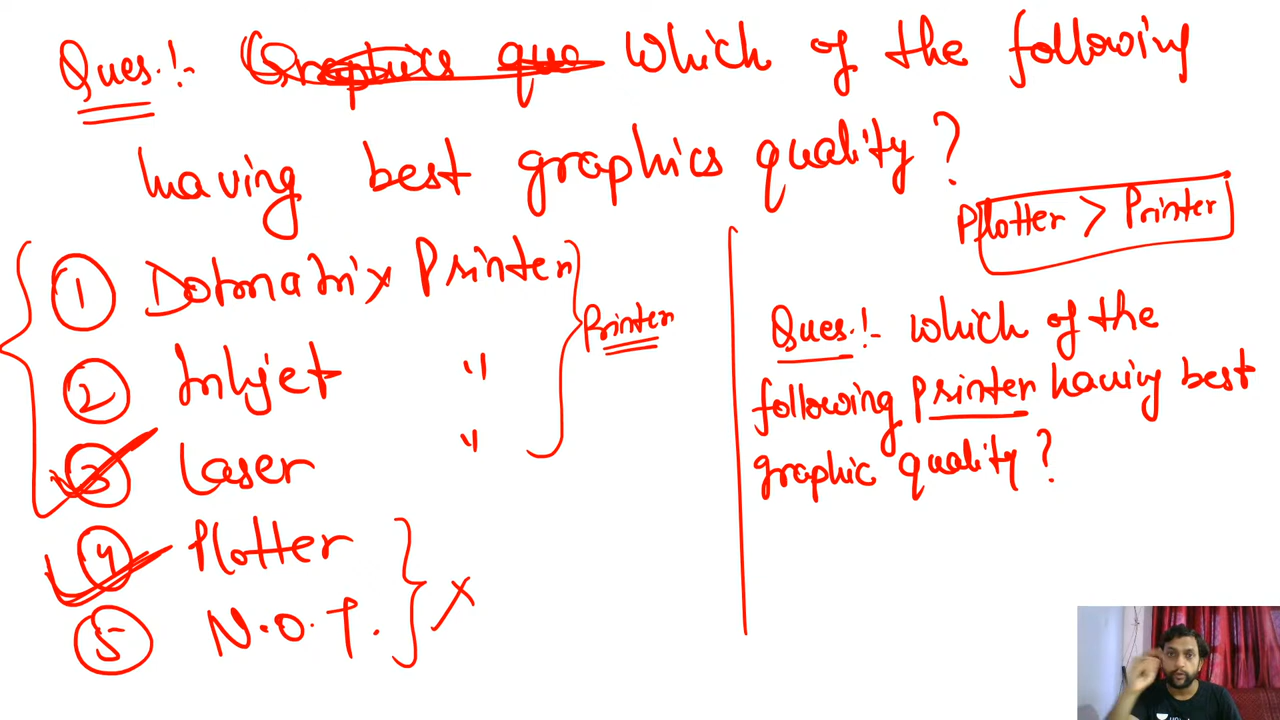 Ques:- Graphics que Which of the following
having best graphics quality?
① Dotmatrix Printer
② Inkjet "
③ Laser "
④ Plotter
⑤ N.O.T.
Printer
X
Plotter > Printer
Ques:- which of the
following printer having best
graphic quality?